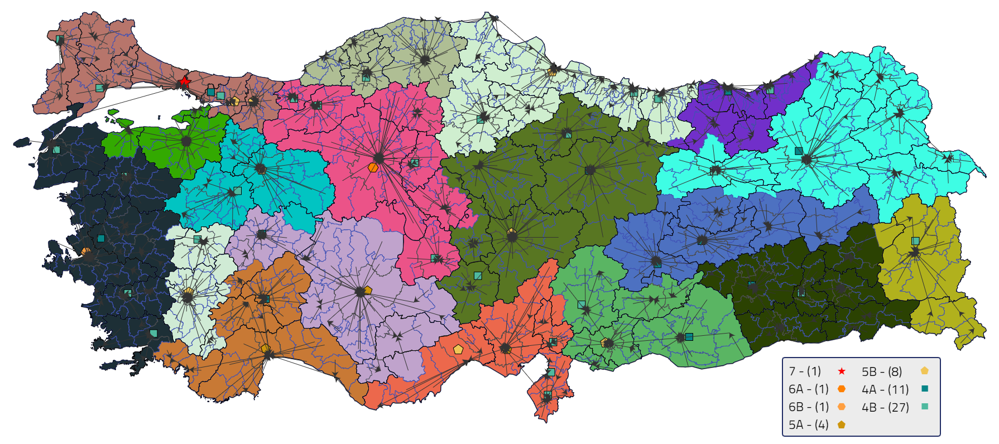 7 - (1)
6A - (1)
6B - (1)
5A - (4)
5B - (8)
4A - (11)
4B - (27)